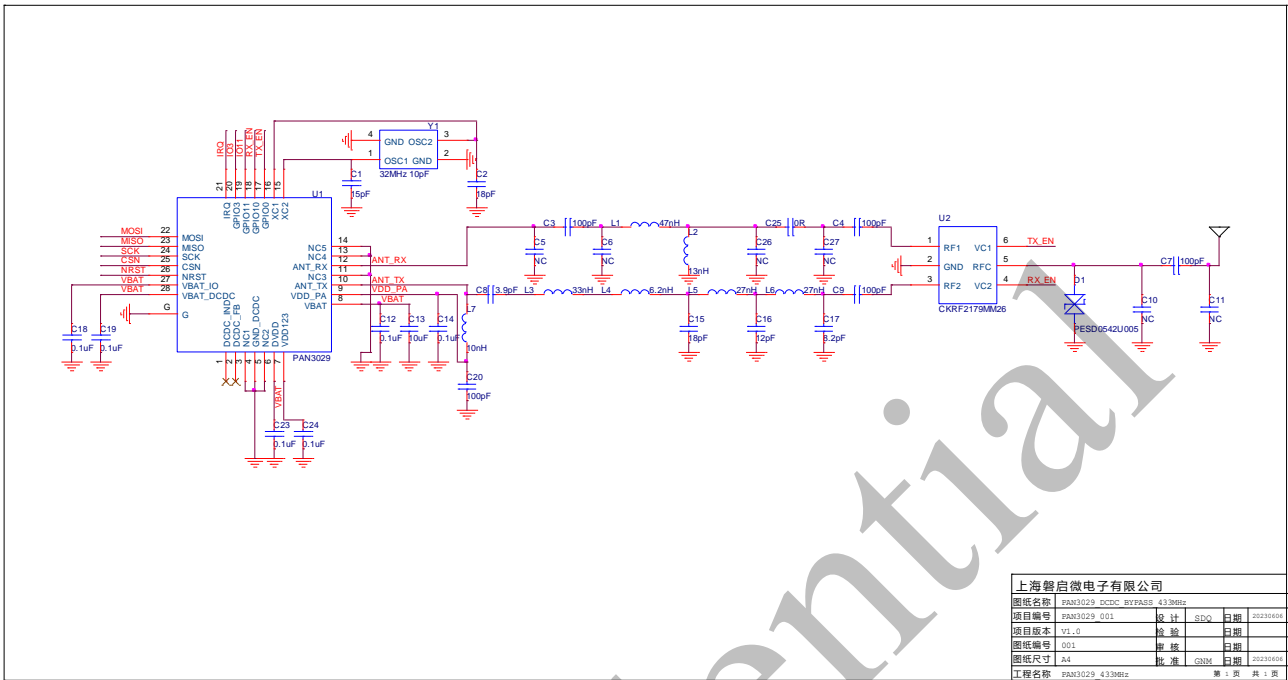 Y1
4 GND OSC2 3
1 OSC1 GND 2
32MHz 10pF
C1
15pF
C2
18pF
IRQ
IO3
IO11
RX_EN
TX_EN
21 20 19 18 17 16 15
IRQ
GPIO3
GPIO11
GPIO10
GPIO0
XC1
XC2
U1
MOSI 22 MOSI
MISO 23 MISO
SCK 24 SCK
CSN 25 CSN
NRST 26 NRST
VBAT 27 VBAT_IO
VBAT 28 VBAT_DCDC
G G
NC5 14
NC4 13
ANT_RX 12 ANT_RX
NC3 11
ANT_TX 10 ANT_TX
VDD_PA 9 VDD_PA
VBAT 8 VBAT
DCDC_IND
DCDC_FB
NC1
GND_DCDC
NC2
DVDD
VDD123
1 2 3 4 5 6 7
PAN3029
VBAT
C18
0.1uF
C19
0.1uF
C23
0.1uF
C24
0.1uF
C12
0.1uF
C13
10uF
C14
0.1uF
L7
10nH
C20
100pF
C3 100pF
L1 47nH
C25 0R
C4 100pF
C5
NC
C6
NC
L2
13nH
C26
NC
C27
NC
C8 3.9pF
L3 33nH
L4 6.2nH
L5 27nH
L6 27nH
C9 100pF
C15
18pF
C16
12pF
C17
8.2pF
U2
1 RF1 VC1 6 TX_EN
2 GND RFC 5
3 RF2 VC2 4 RX_EN
CKRF2179MM26
D1
PESD0542U005
C7 100pF
C10
NC
C11
NC
ential
上海磐启微电子有限公司
图纸名称 PAN3029_DCDC_BYPASS_433MHz
项目编号 PAN3029_001 设 计 SDQ 日期 20230606
项目版本 V1.0 检 验 日期
图纸编号 001 审 核 日期
图纸尺寸 A4 批 准 GNM 日期 20230606
工程名称 PAN3029_433MHz 第 1 页 共 1 页